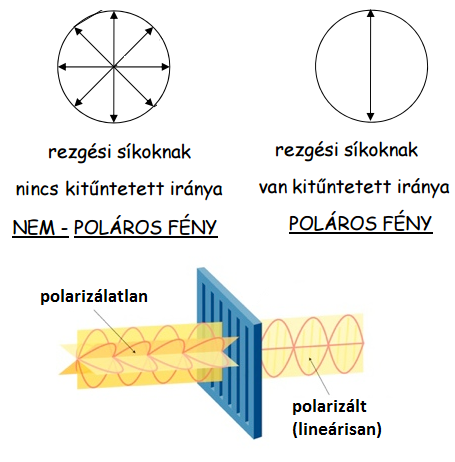 rezgési síkoknak
nincs kitűntetett iránya
NEM - POLÁROS FÉNY
rezgési síkoknak
van kitűntetett iránya
POLÁROS FÉNY
polarizálatlan
polarizált
(lineárisan)